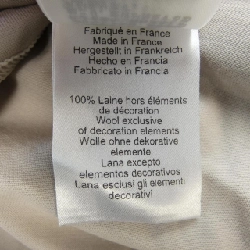 Fabriqué en France
Made in France
Hergestellt in Frankreich
Hecho en Francia
Fabbricato in Francia
100% Laine hors éléments
de décoration
Wool exclusive
of decoration elements
Wolle ohne dekorative
elemente
Lana excepto
elementos decorativos
Lana esclusi gli elementi
decorativi